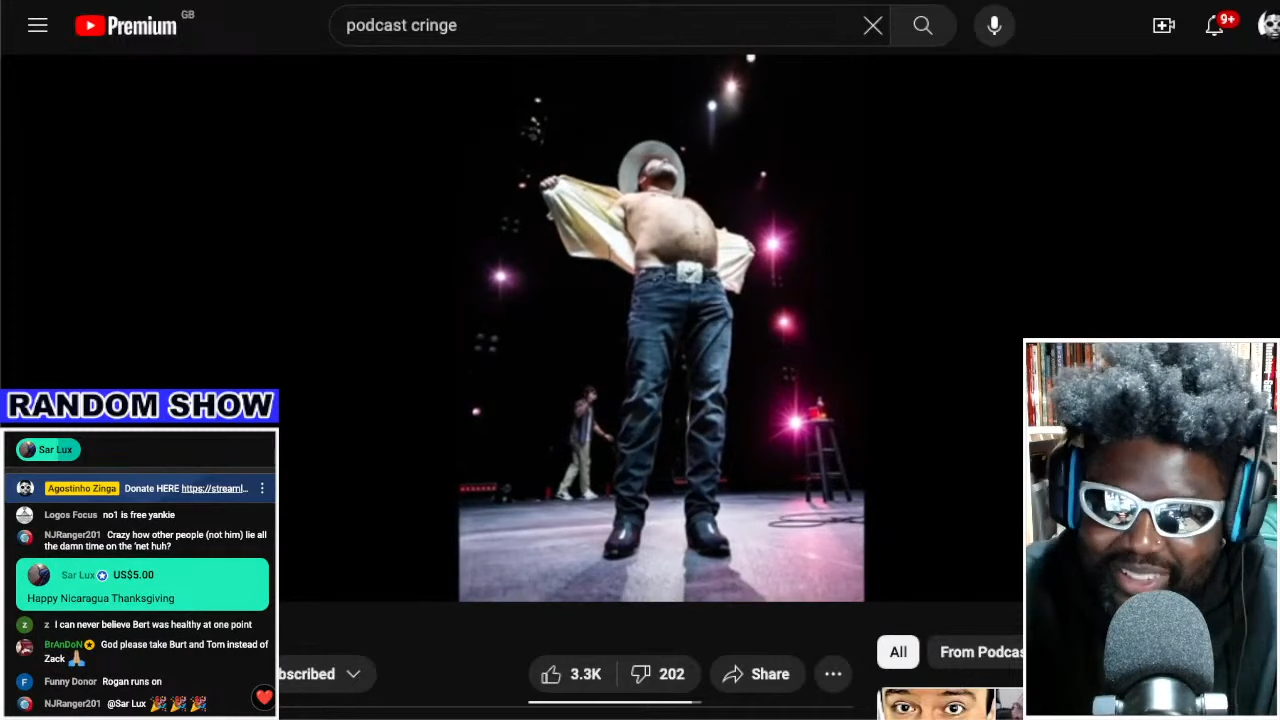 Premium GB
podcast cringe
9+
RANDOM SHOW
Sar Lux
Agostinho Zinga Donate HERE https://streaml...
Logos Focus no1 is free yankie
NJRanger201 Crazy how other people (not him) lie all
the damn time on the 'net huh?
Sar Lux US$5.00
Happy Nicaragua Thanksgiving
z z I can never believe Bert was healthy at one point
BrAnDoN God please take Burt and Tom instead of
Zack
F Funny Donor Rogan runs on
NJRanger201 @Sar Lux
bscribed
3.3K
202
Share
All
From Podcas